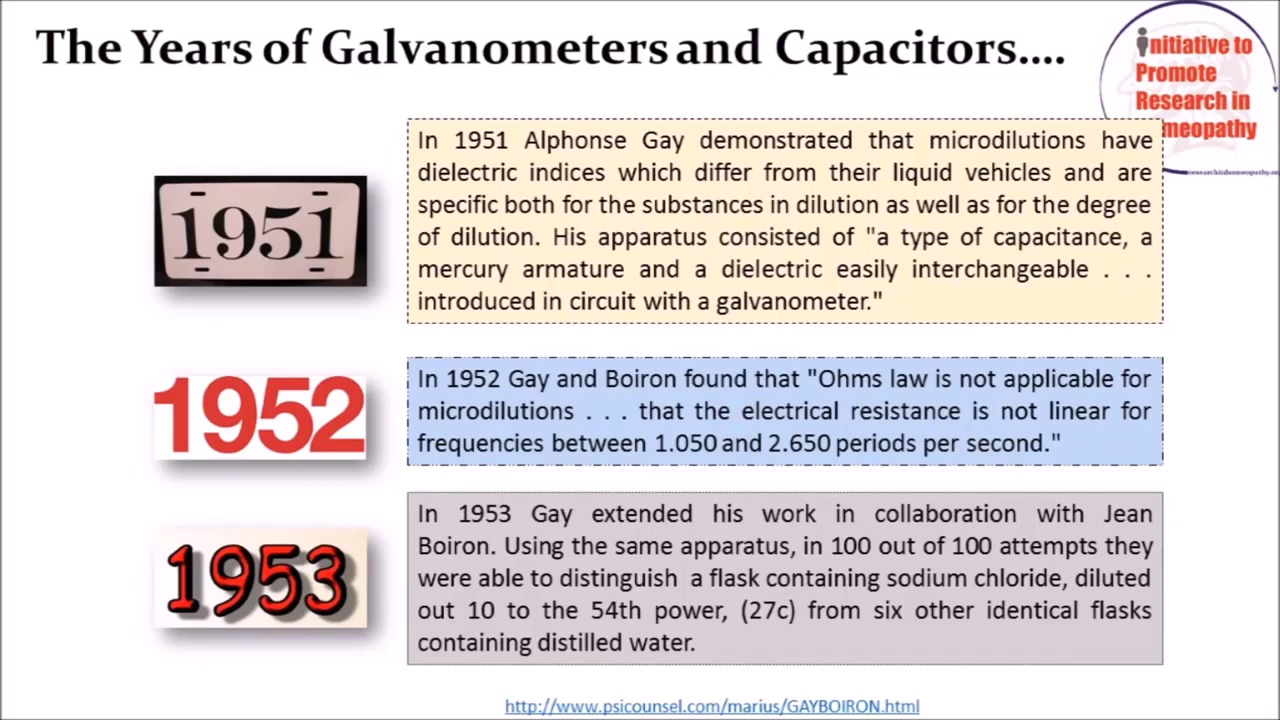 The Years of Galvanometers and Capacitors....
nitiative to
Promote
Research in
meopathy
1951
In 1951 Alphonse Gay demonstrated that microdilutions have
dielectric indices which differ from their liquid vehicles and are
specific both for the substances in dilution as well as for the degree
of dilution. His apparatus consisted of "a type of capacitance, a
mercury armature and a dielectric easily interchangeable . . .
introduced in circuit with a galvanometer."
1952
In 1952 Gay and Boiron found that "Ohms law is not applicable for
microdilutions . . . that the electrical resistance is not linear for
frequencies between 1.050 and 2.650 periods per second."
1953
In 1953 Gay extended his work in collaboration with Jean
Boiron. Using the same apparatus, in 100 out of 100 attempts they
were able to distinguish a flask containing sodium chloride, diluted
out 10 to the 54th power, (27c) from six other identical flasks
containing distilled water.
http://www.psicounsel.com/marius/GAYBOIRON.html